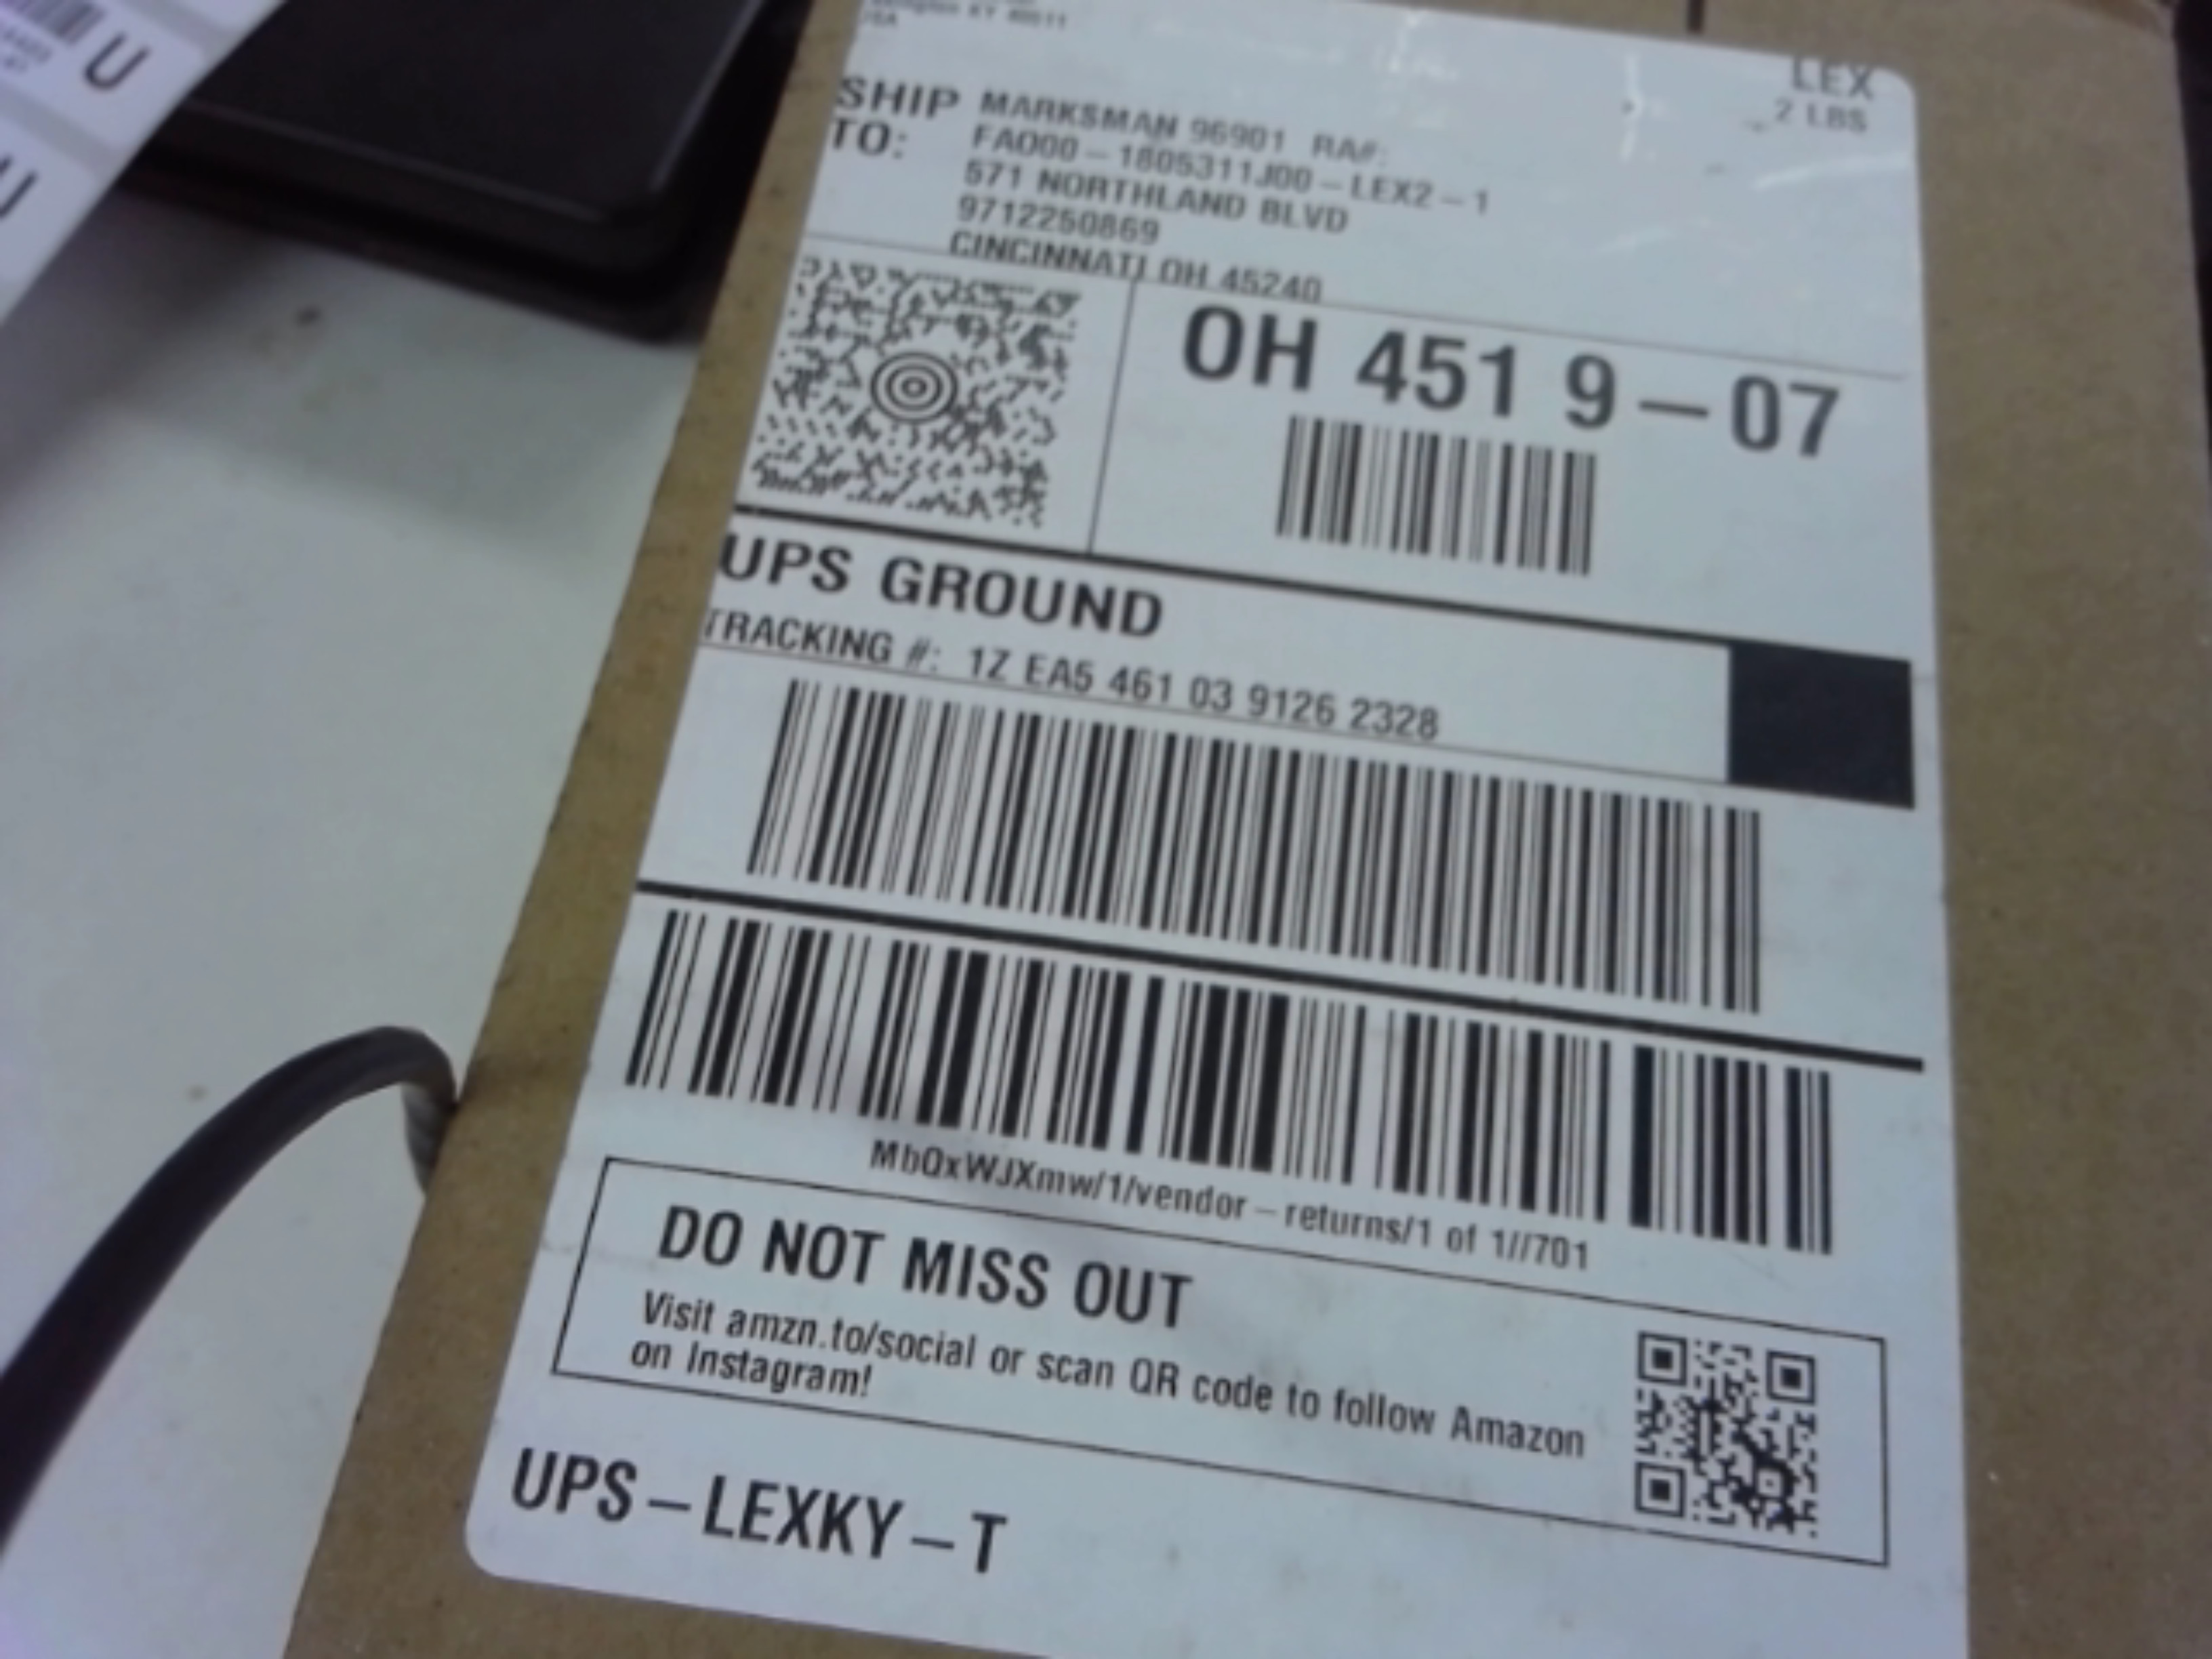 KY
LEX
2 LBS
SHIP TO:
MARKSMAN 96901 RA#:
FAO00-1805311J00-LEX2-1
571 NORTHLAND BLVD
9712250869
CINCINNATI OH 45240
OH 451 9-07
UPS GROUND
TRACKING #: 1Z EA5 461 03 9126 2328
MbQxWJXmw/1/vendor-returns/1 of 1//701
DO NOT MISS OUT
Visit amzn.to/social or scan QR code to follow Amazon
on Instagram!
UPS-LEXKY-T
U
U